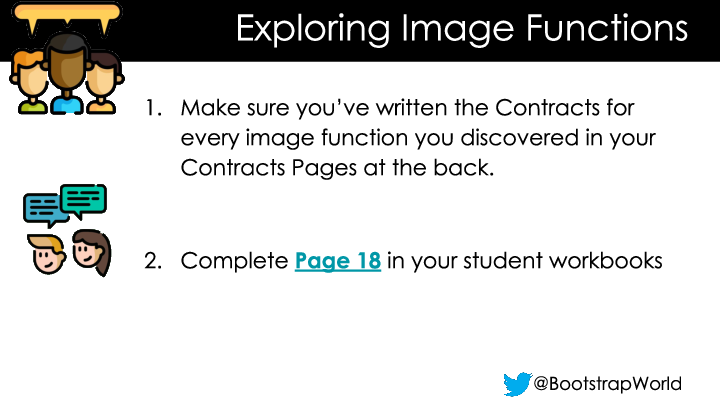 Exploring Image Functions
1. Make sure you’ve written the Contracts for
every image function you discovered in your
Contracts Pages at the back.
2. Complete Page 18 in your student workbooks
@BootstrapWorld